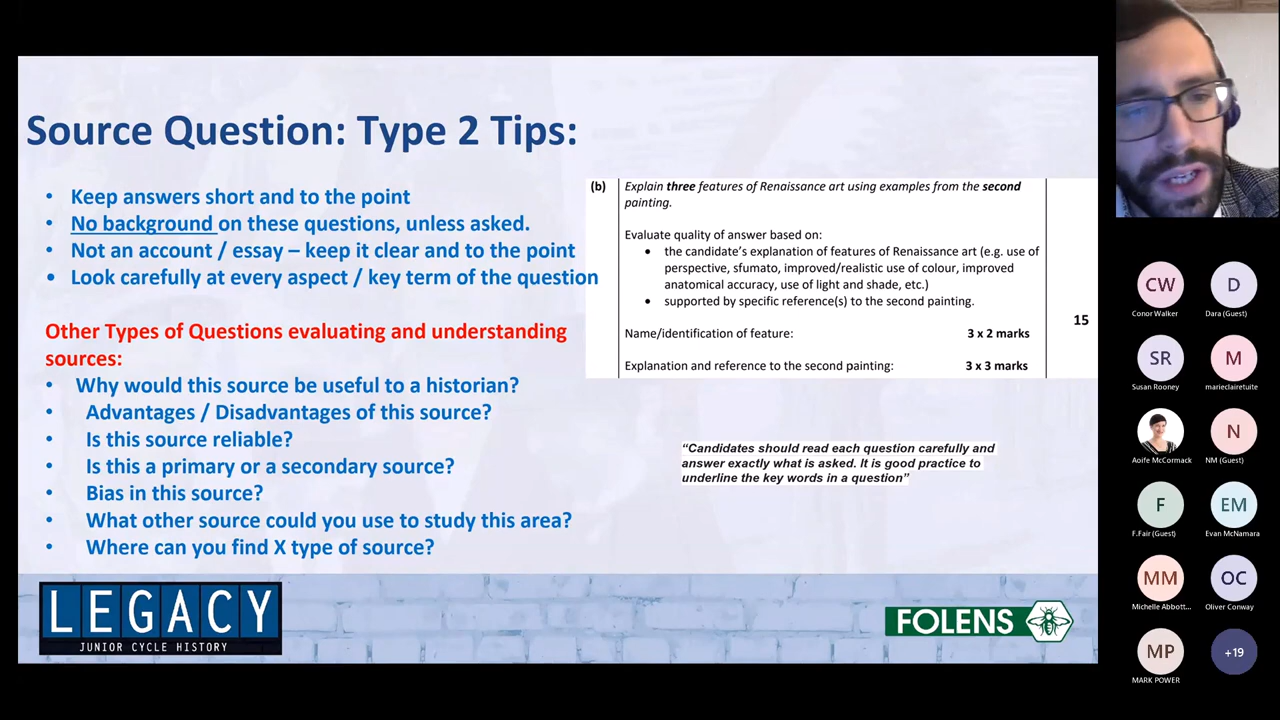 Source Question: Type 2 Tips:
• Keep answers short and to the point
• No background on these questions, unless asked.
• Not an account / essay – keep it clear and to the point
• Look carefully at every aspect / key term of the question
Other Types of Questions evaluating and understanding
sources:
• Why would this source be useful to a historian?
• Advantages / Disadvantages of this source?
• Is this source reliable?
• Is this a primary or a secondary source?
• Bias in this source?
• What other source could you use to study this area?
• Where can you find X type of source?
(b) Explain three features of Renaissance art using examples from the second
painting.
Evaluate quality of answer based on:
• the candidate's explanation of features of Renaissance art (e.g. use of
perspective, sfumato, improved/realistic use of colour, improved
anatomical accuracy, use of light and shade, etc.)
• supported by specific reference(s) to the second painting.
15
Name/identification of feature: 3 x 2 marks
Explanation and reference to the second painting: 3 x 3 marks
“Candidates should read each question carefully and
answer exactly what is asked. It is good practice to
underline the key words in a question”
LEGACY
JUNIOR CYCLE HISTORY
FOLENS
CW
Conor Walker
D
Dara (Guest)
SR
Susan Rooney
M
marieclairetuite
Aoife McCormack
N
NM (Guest)
F
F.Fair (Guest)
EM
Evan McNamara
MM
Michelle Abbott...
OC
Oliver Conway
MP
MARK POWER
+19